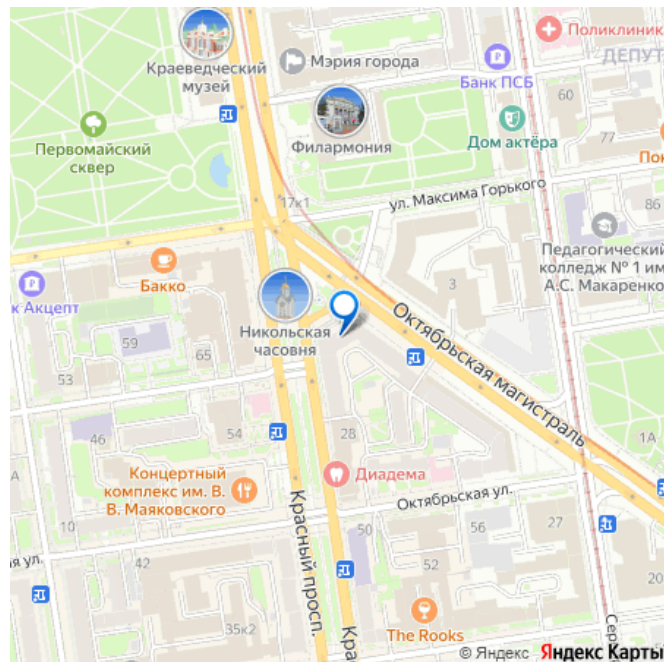 Поликлиник
Краеведческий
музей
Мэрия города
ДЕПУТ
Банк ПСБ
60
Первомайский
сквер
Филармония
Дом актёра
77
Пок
17к1
ул. Максима Горького
86
Педагогический
колледж № 1 им
А.С. Макаренко
Бакко
3
к Акцепт
Никольская
часовня
59
65
53
Октябрьская магистраль
46
54
28
1А
Концертный
комплекс им. В.
В. Маяковского
Диадема
А
10
Октябрьская ул.
50
56
27
я ул.
42
52
Красный просп.
20
35к2
The Rooks
Кра
Сер
© Яндекс Яндекс Карты